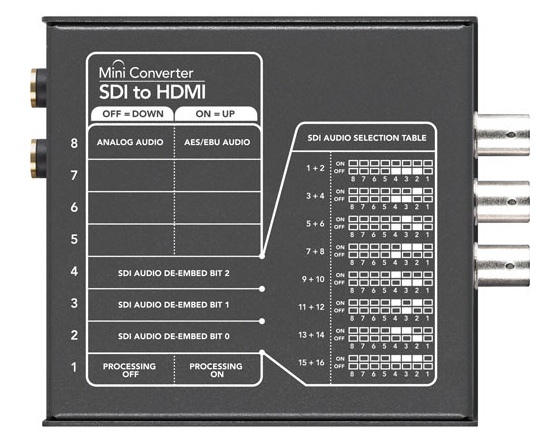 Mini Converter
SDI to HDMI
OFF = DOWN ON = UP
8 ANALOG AUDIO AES/EBU AUDIO
7
6
5
4 SDI AUDIO DE-EMBED BIT 2
3 SDI AUDIO DE-EMBED BIT 1
2 SDI AUDIO DE-EMBED BIT 0
1 PROCESSING OFF PROCESSING ON
SDI AUDIO SELECTION TABLE
1 + 2 ON
OFF
8 7 6 5 4 3 2 1
3 + 4 ON
OFF
8 7 6 5 4 3 2 1
5 + 6 ON
OFF
8 7 6 5 4 3 2 1
7 + 8 ON
OFF
8 7 6 5 4 3 2 1
9 + 10 ON
OFF
8 7 6 5 4 3 2 1
11 + 12 ON
OFF
8 7 6 5 4 3 2 1
13 + 14 ON
OFF
8 7 6 5 4 3 2 1
15 + 16 ON
OFF
8 7 6 5 4 3 2 1